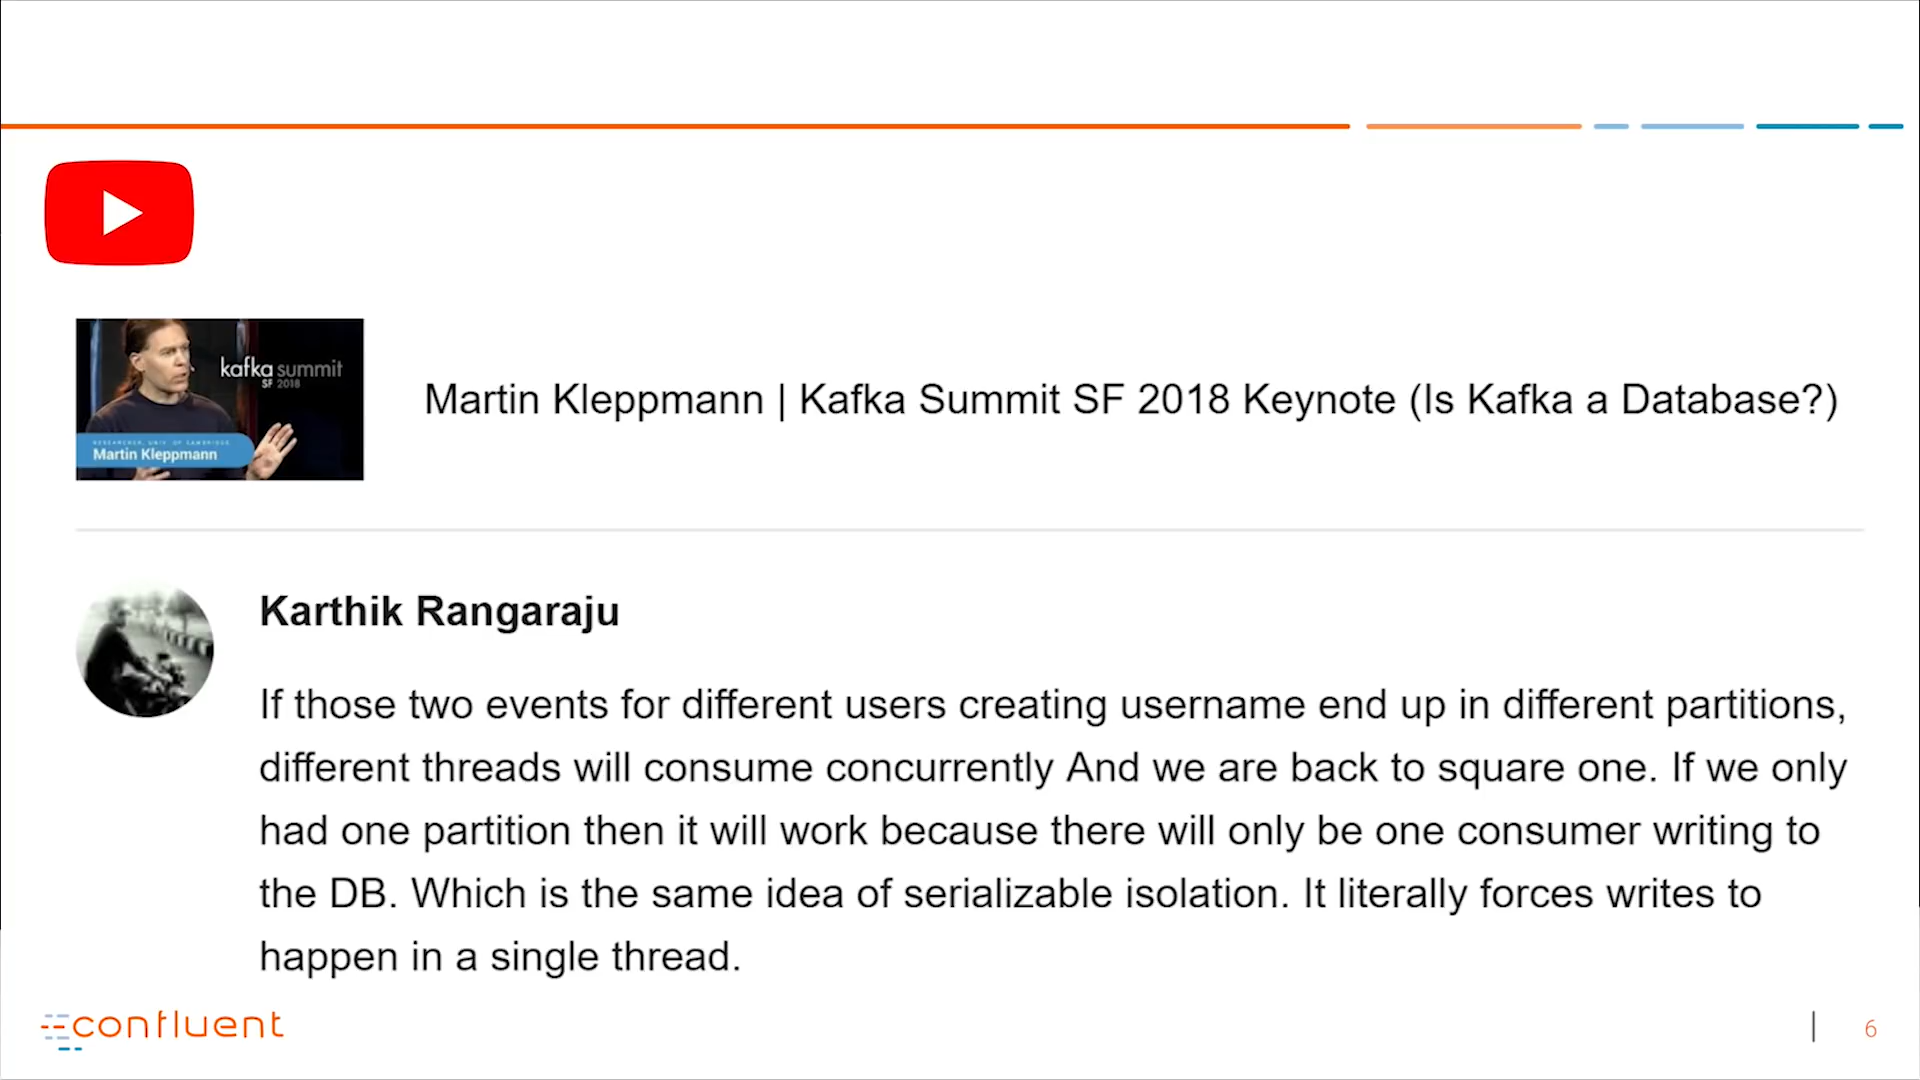 kafka summit
SF 2018
RESEARCHER, UNIV. OF CAMBRIDGE
Martin Kleppmann
Martin Kleppmann | Kafka Summit SF 2018 Keynote (Is Kafka a Database?)
Karthik Rangaraju
If those two events for different users creating username end up in different partitions,
different threads will consume concurrently And we are back to square one. If we only
had one partition then it will work because there will only be one consumer writing to
the DB. Which is the same idea of serializable isolation. It literally forces writes to
happen in a single thread.
confluent
| 6